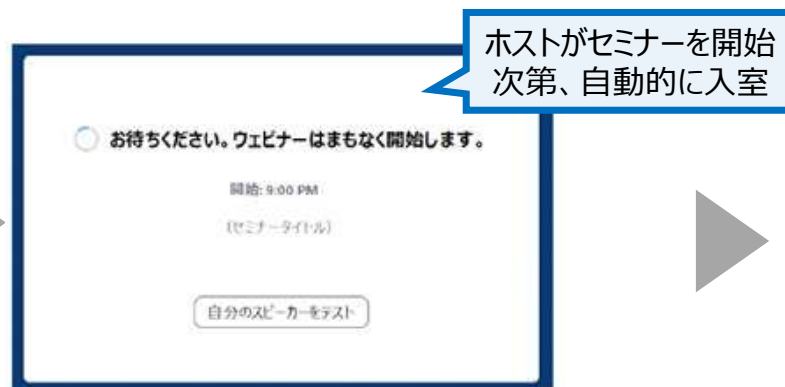 ホストがセミナーを開始
次第、自動的に入室
お待ちください。ウェビナーはまもなく開始します。
開始: 9:00 PM
(セミナータイトル)
自分のスピーカーをテスト